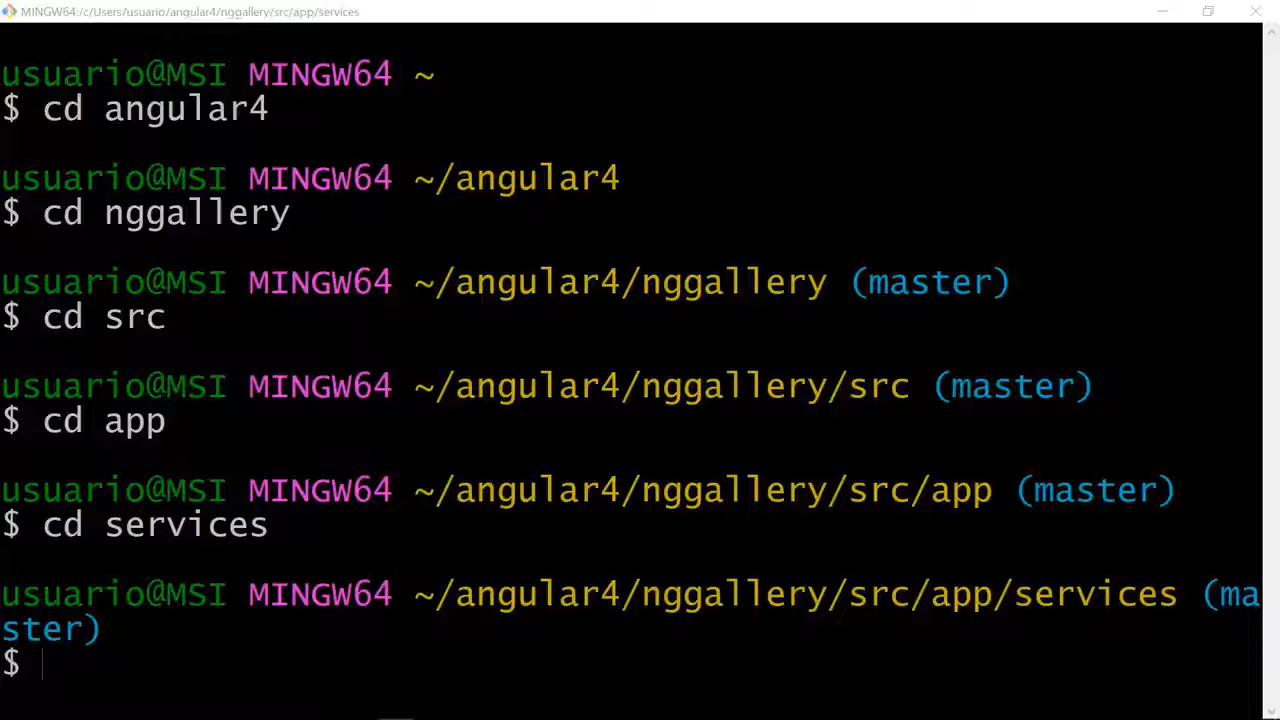 MINGW64:/c/Users/usuario/angular4/nggallery/src/app/services
usuario@MSI MINGW64 ~
$ cd angular4
usuario@MSI MINGW64 ~/angular4
$ cd nggallery
usuario@MSI MINGW64 ~/angular4/nggallery (master)
$ cd src
usuario@MSI MINGW64 ~/angular4/nggallery/src (master)
$ cd app
usuario@MSI MINGW64 ~/angular4/nggallery/src/app (master)
$ cd services
usuario@MSI MINGW64 ~/angular4/nggallery/src/app/services (ma
ster)
$